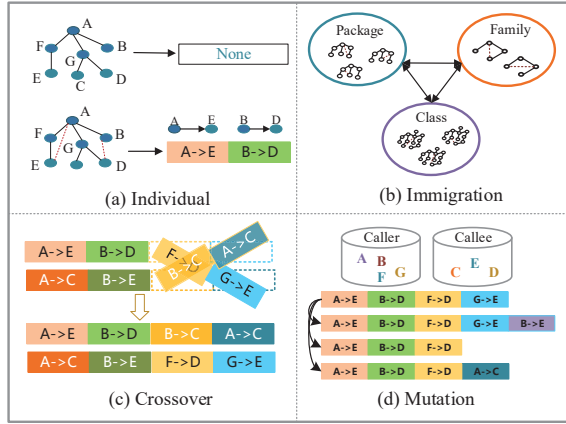 A
F
B
G
E
C
D
None
A
F
B
G
E
C
D
A
E
B
D
A->E
B->D
(a) Individual
Package
Family
Class
(b) Immigration
A->E
B->D
F->D
B->C
A->C
A->C
B->E
G->E
A->E
B->D
B->C
A->C
A->C
B->E
F->D
G->E
(c) Crossover
Caller
Callee
A B F G
C E D
A->E B->D F->D G->E
A->E B->D F->D G->E B->E
A->E B->D F->D
A->E B->D F->D A->C
(d) Mutation